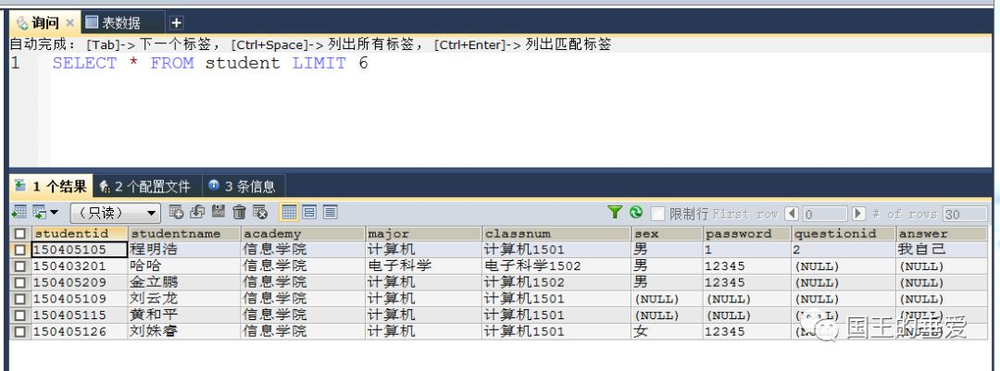 询问 表数据
自动完成： [Tab]-> 下一个标签， [Ctrl+Space]-> 列出所有标签， [Ctrl+Enter]-> 列出匹配标签
1 SELECT * FROM student LIMIT 6
1 个结果 2 个配置文件 3 条信息
（只读） 限制行 First row 0 # of rows 30
studentid studentname academy major classnum sex password questionid answer
150405105 程明浩 信息学院 计算机 计算机1501 男 1 2 我自己
150403201 哈哈 信息学院 电子科学 电子科学1502 男 12345 (NULL) (NULL)
150405209 金立鹏 信息学院 计算机 计算机1502 男 12345 (NULL) (NULL)
150405109 刘云龙 信息学院 计算机 计算机1501 (NULL) (NULL) (NULL) (NULL)
150405115 黄和平 信息学院 计算机 计算机1501 (NULL) (NULL) (NULL) (NULL)
150405126 刘姝睿 信息学院 计算机 计算机1501 女 12345 (NULL) (NULL)
国王的垂爱